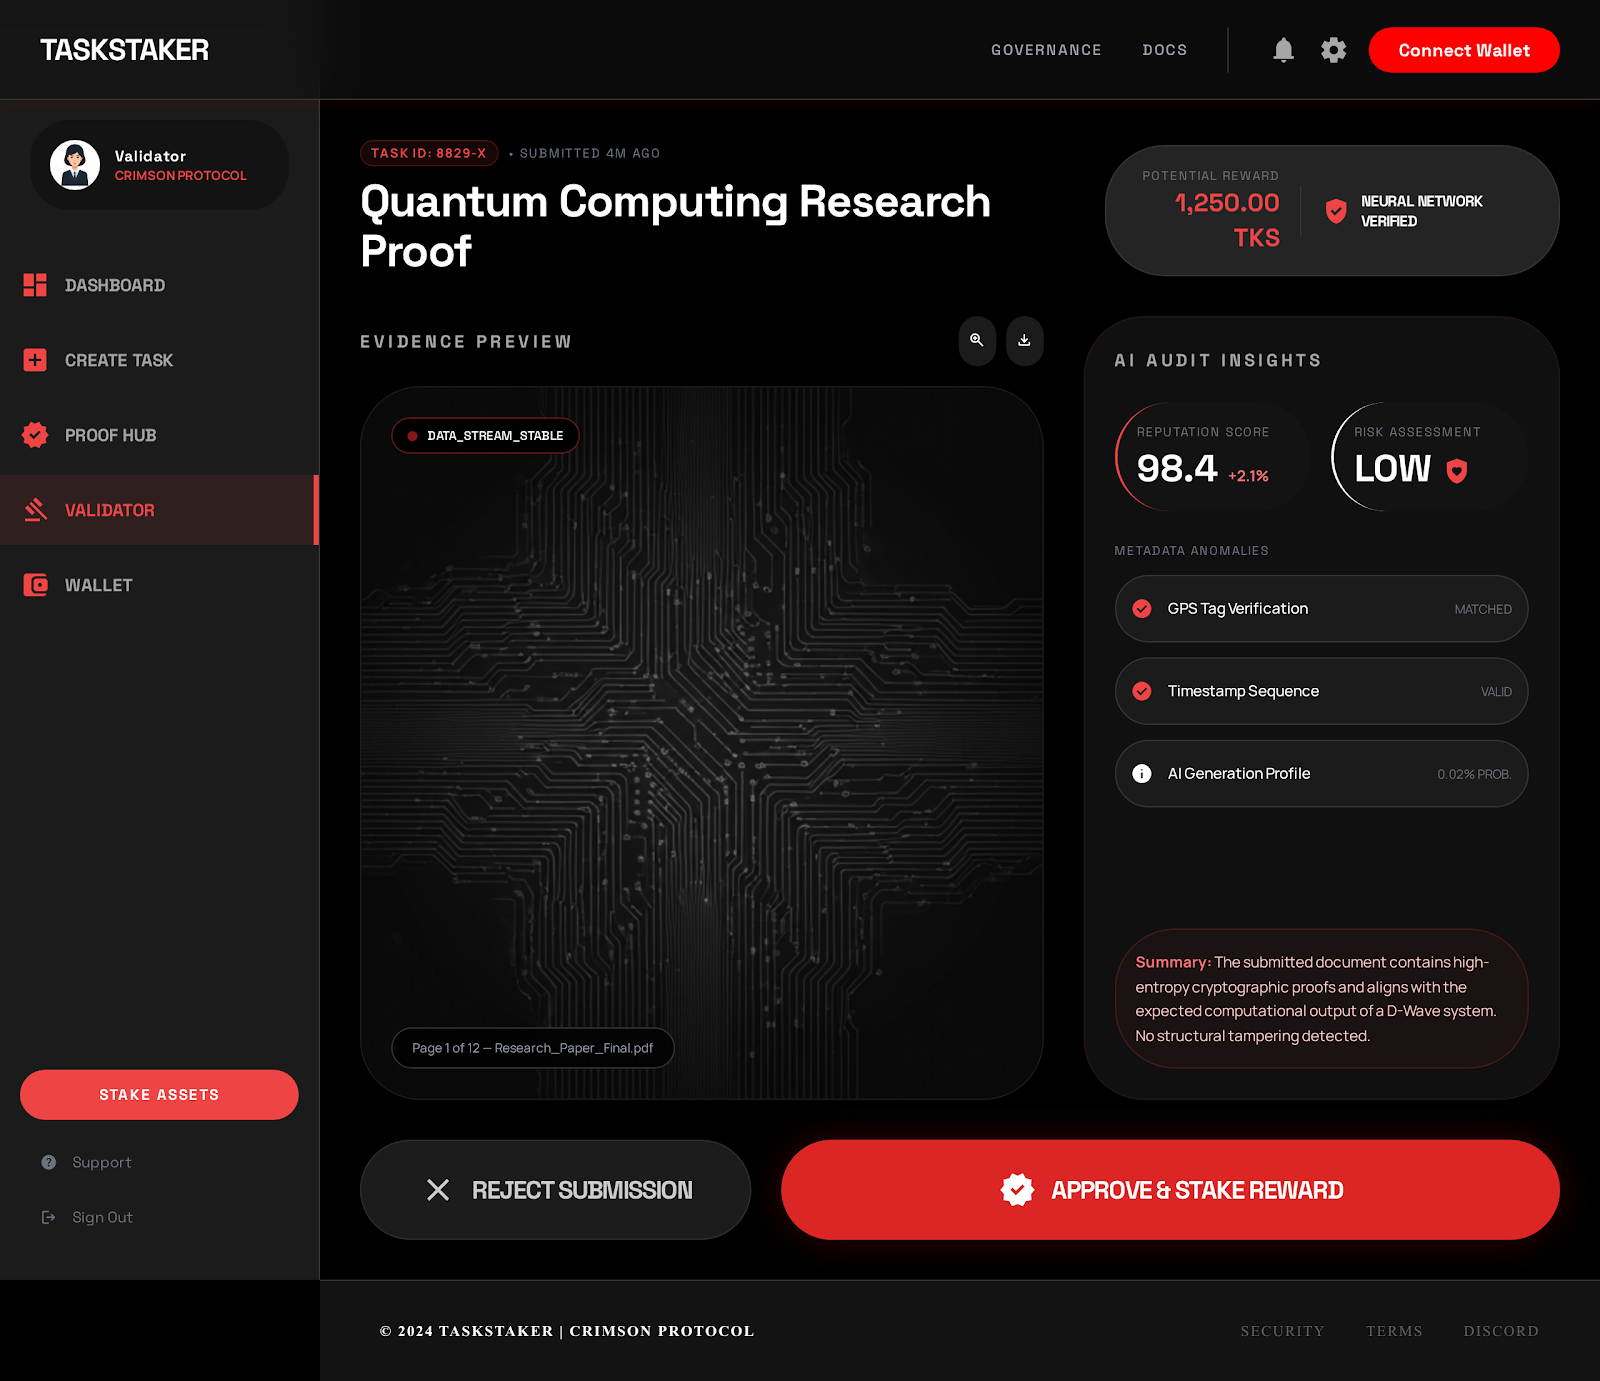 TASKSTAKER
GOVERNANCE
DOCS
Connect Wallet
Validator
CRIMSON PROTOCOL
DASHBOARD
CREATE TASK
PROOF HUB
VALIDATOR
WALLET
STAKE ASSETS
Support
Sign Out
TASK ID: 8829-X
• SUBMITTED 4M AGO
Quantum Computing Research
Proof
POTENTIAL REWARD
1,250.00
TKS
NEURAL NETWORK
VERIFIED
EVIDENCE PREVIEW
DATA_STREAM_STABLE
Page 1 of 12 — Research_Paper_Final.pdf
AI AUDIT INSIGHTS
REPUTATION SCORE
98.4 +2.1%
RISK ASSESSMENT
LOW
METADATA ANOMALIES
GPS Tag Verification
MATCHED
Timestamp Sequence
VALID
AI Generation Profile
0.02% PROB.
Summary: The submitted document contains high-
entropy cryptographic proofs and aligns with the
expected computational output of a D-Wave system.
No structural tampering detected.
REJECT SUBMISSION
APPROVE & STAKE REWARD
© 2024 TASKSTAKER | CRIMSON PROTOCOL
SECURITY
TERMS
DISCORD